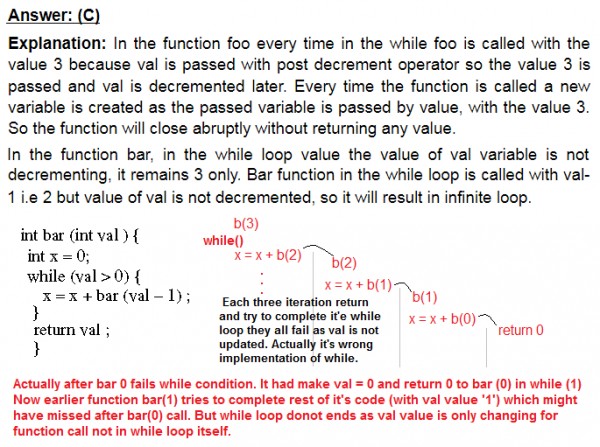 Answer: (C)
Explanation: In the function foo every time in the while foo is called with the
value 3 because val is passed with post decrement operator so the value 3 is
passed and val is decremented later. Every time the function is called a new
variable is created as the passed variable is passed by value, with the value 3.
So the function will close abruptly without returning any value.
In the function bar, in the while loop value the value of val variable is not
decrementing, it remains 3 only. Bar function in the while loop is called with val-
1 i.e 2 but value of val is not decremented, so it will result in infinite loop.
int bar (int val ) {
int x = 0;
while (val > 0) {
x = x + bar (val – 1) ;
}
return val ;
}
b(3)
while()
x = x + b(2)
b(2)
x = x + b(1)
b(1)
x = x + b(0)
return 0
Each three iteration return
and try to complete it'e while
loop they all fail as val is not
updated. Actually it's wrong
implementation of while.
Actually after bar 0 fails while condition. It had make val = 0 and return 0 to bar (0) in while (1)
Now earlier function bar(1) tries to complete rest of it's code (with val value '1') which might
have missed after bar(0) call. But while loop donot ends as val value is only changing for
function call not in while loop itself.